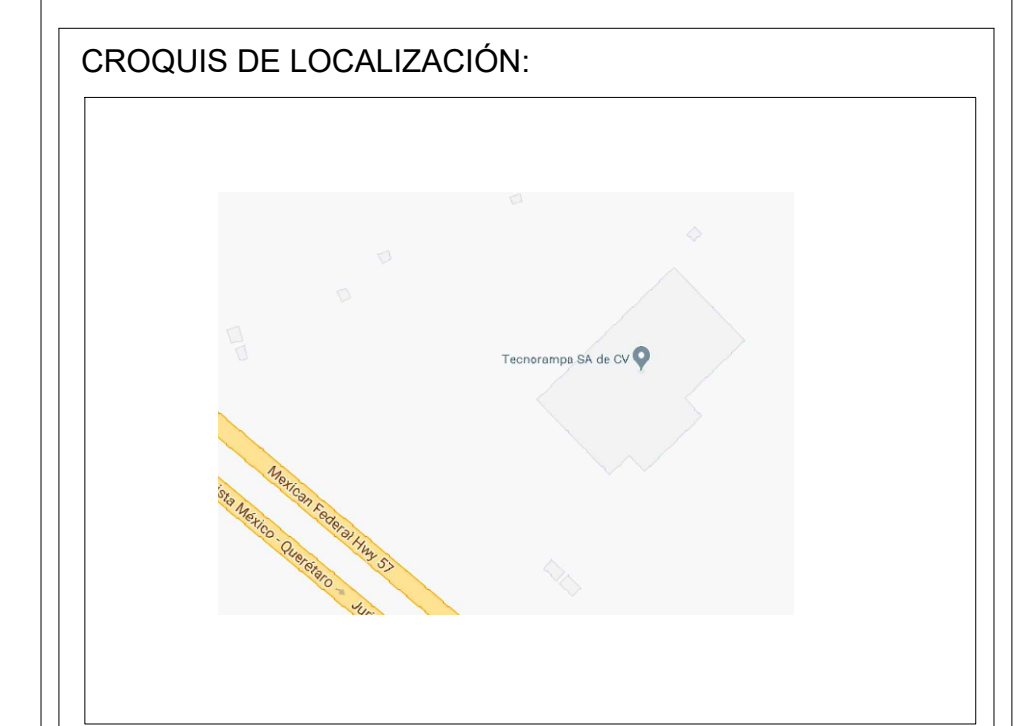 CROQUIS DE LOCALIZACIÓN:
Tecnorampa SA de CV
Mexican Federal Hwy 57
ista México - Querétaro